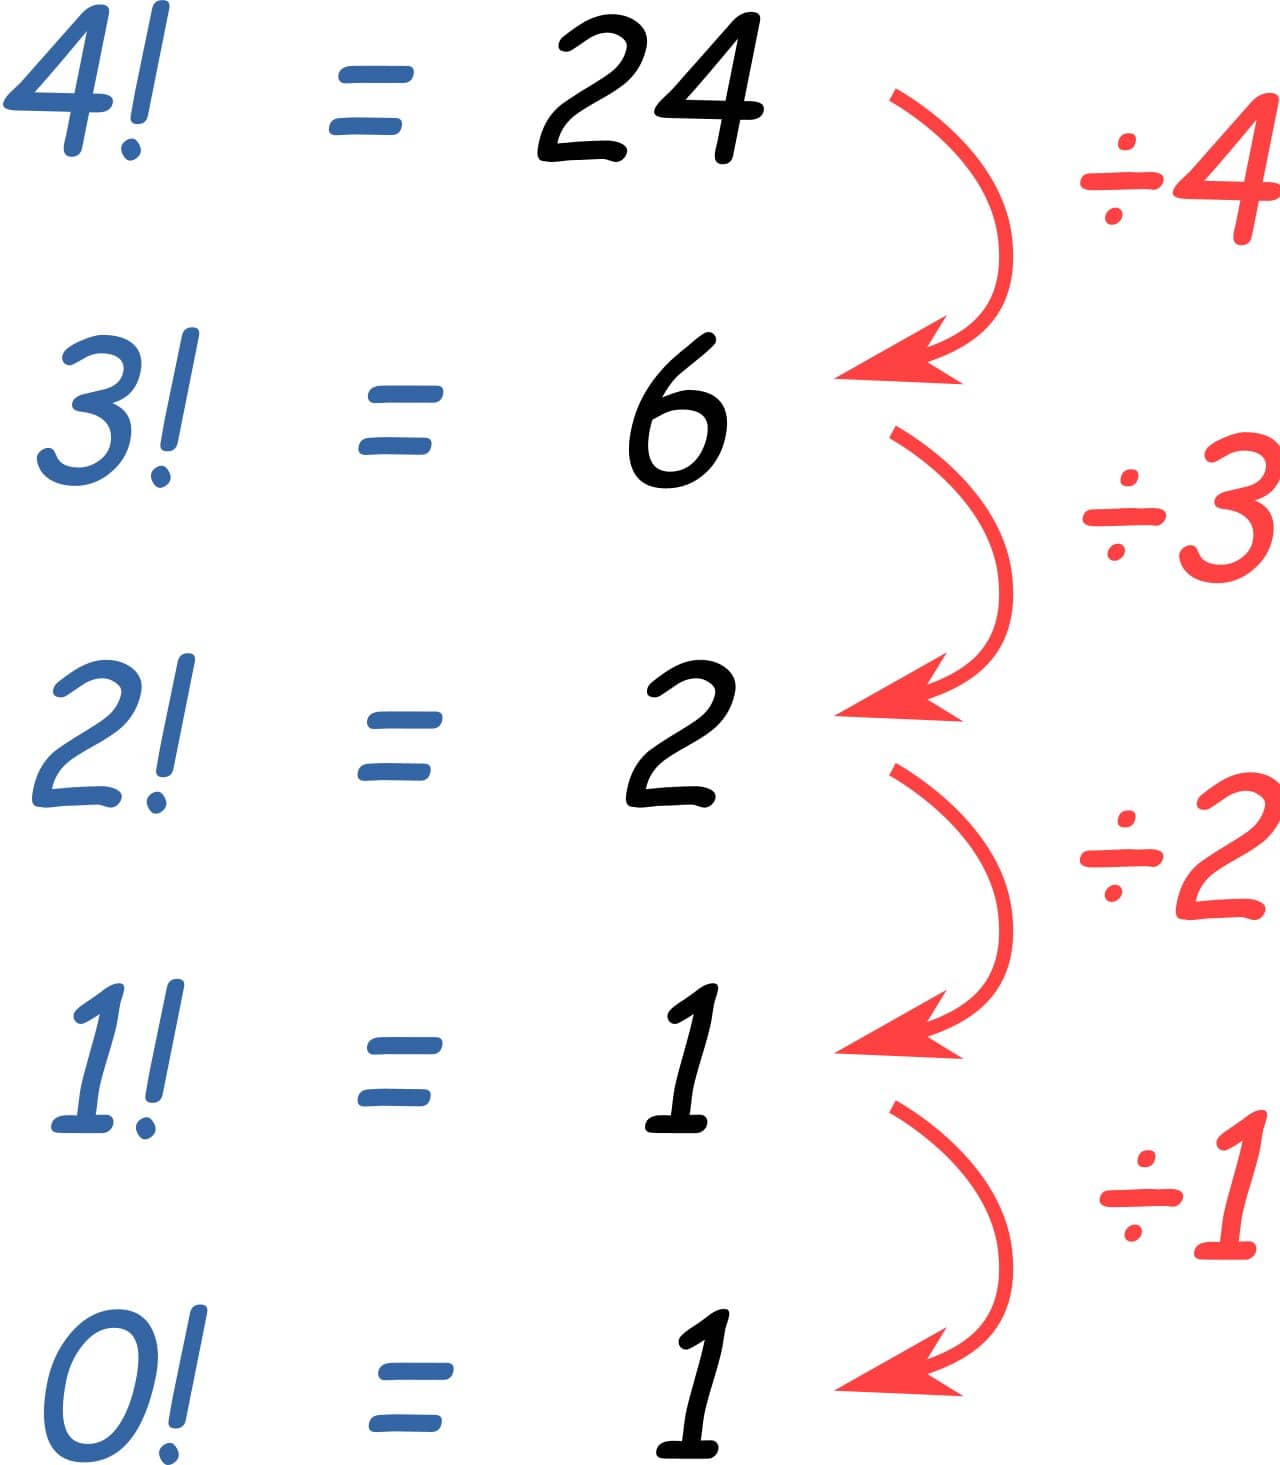 4! = 24
÷4
3! = 6
÷3
2! = 2
÷2
1! = 1
÷1
0! = 1